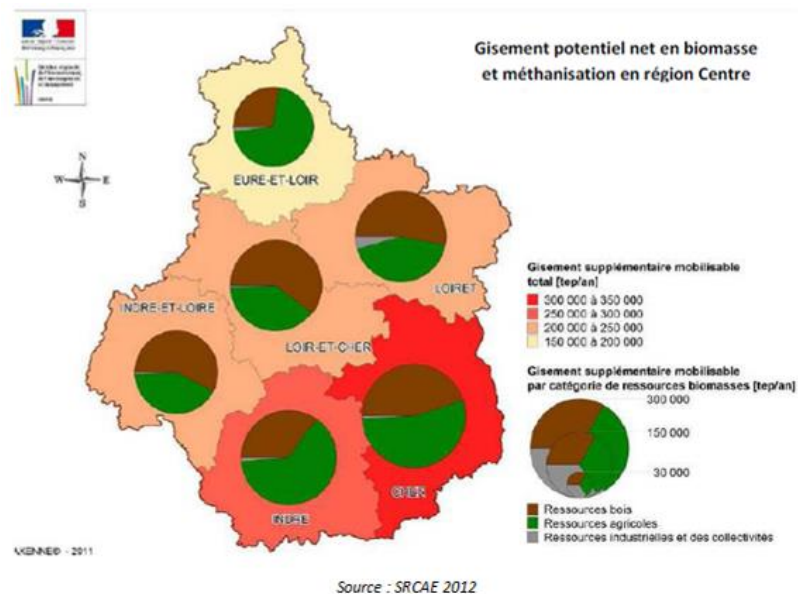 Gisement potentiel net en biomasse
et méthanisation en région Centre
N
W
E
S
EURE-ET-LOIR
LOIRET
INDRE-ET-LOIRE
LOIR-ET-CHER
INDRE
CHER
Gisement supplémentaire mobilisable
total [tep/an]
300 000 à 350 000
250 000 à 300 000
200 000 à 250 000
150 000 à 200 000
Gisement supplémentaire mobilisable
par catégorie de ressources biomasses [tep/an]
300 000
150 000
30 000
Ressources bois
Ressources agricoles
Ressources industrielles et des collectivités
AKENNE© - 2011
Source : SRCAE 2012